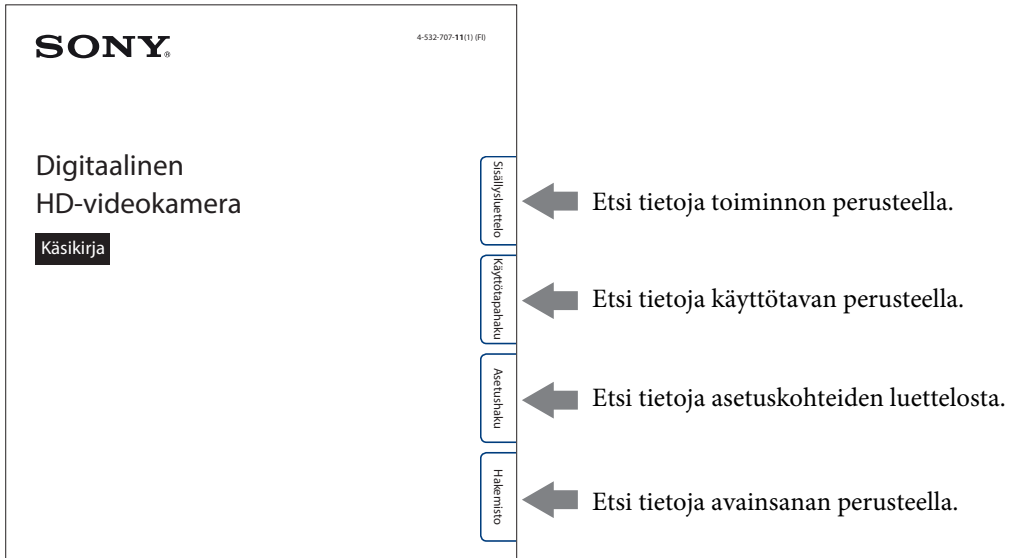 SONY®
4-532-707-11(1) (FI)
Digitaalinen
HD-videokamera
Käsikirja
Sisällysluettelo
Etsi tietoja toiminnon perusteella.
Käyttötapahaku
Etsi tietoja käyttötavan perusteella.
Asetushaku
Etsi tietoja asetuskohteiden luettelosta.
Hakemisto
Etsi tietoja avainsanan perusteella.